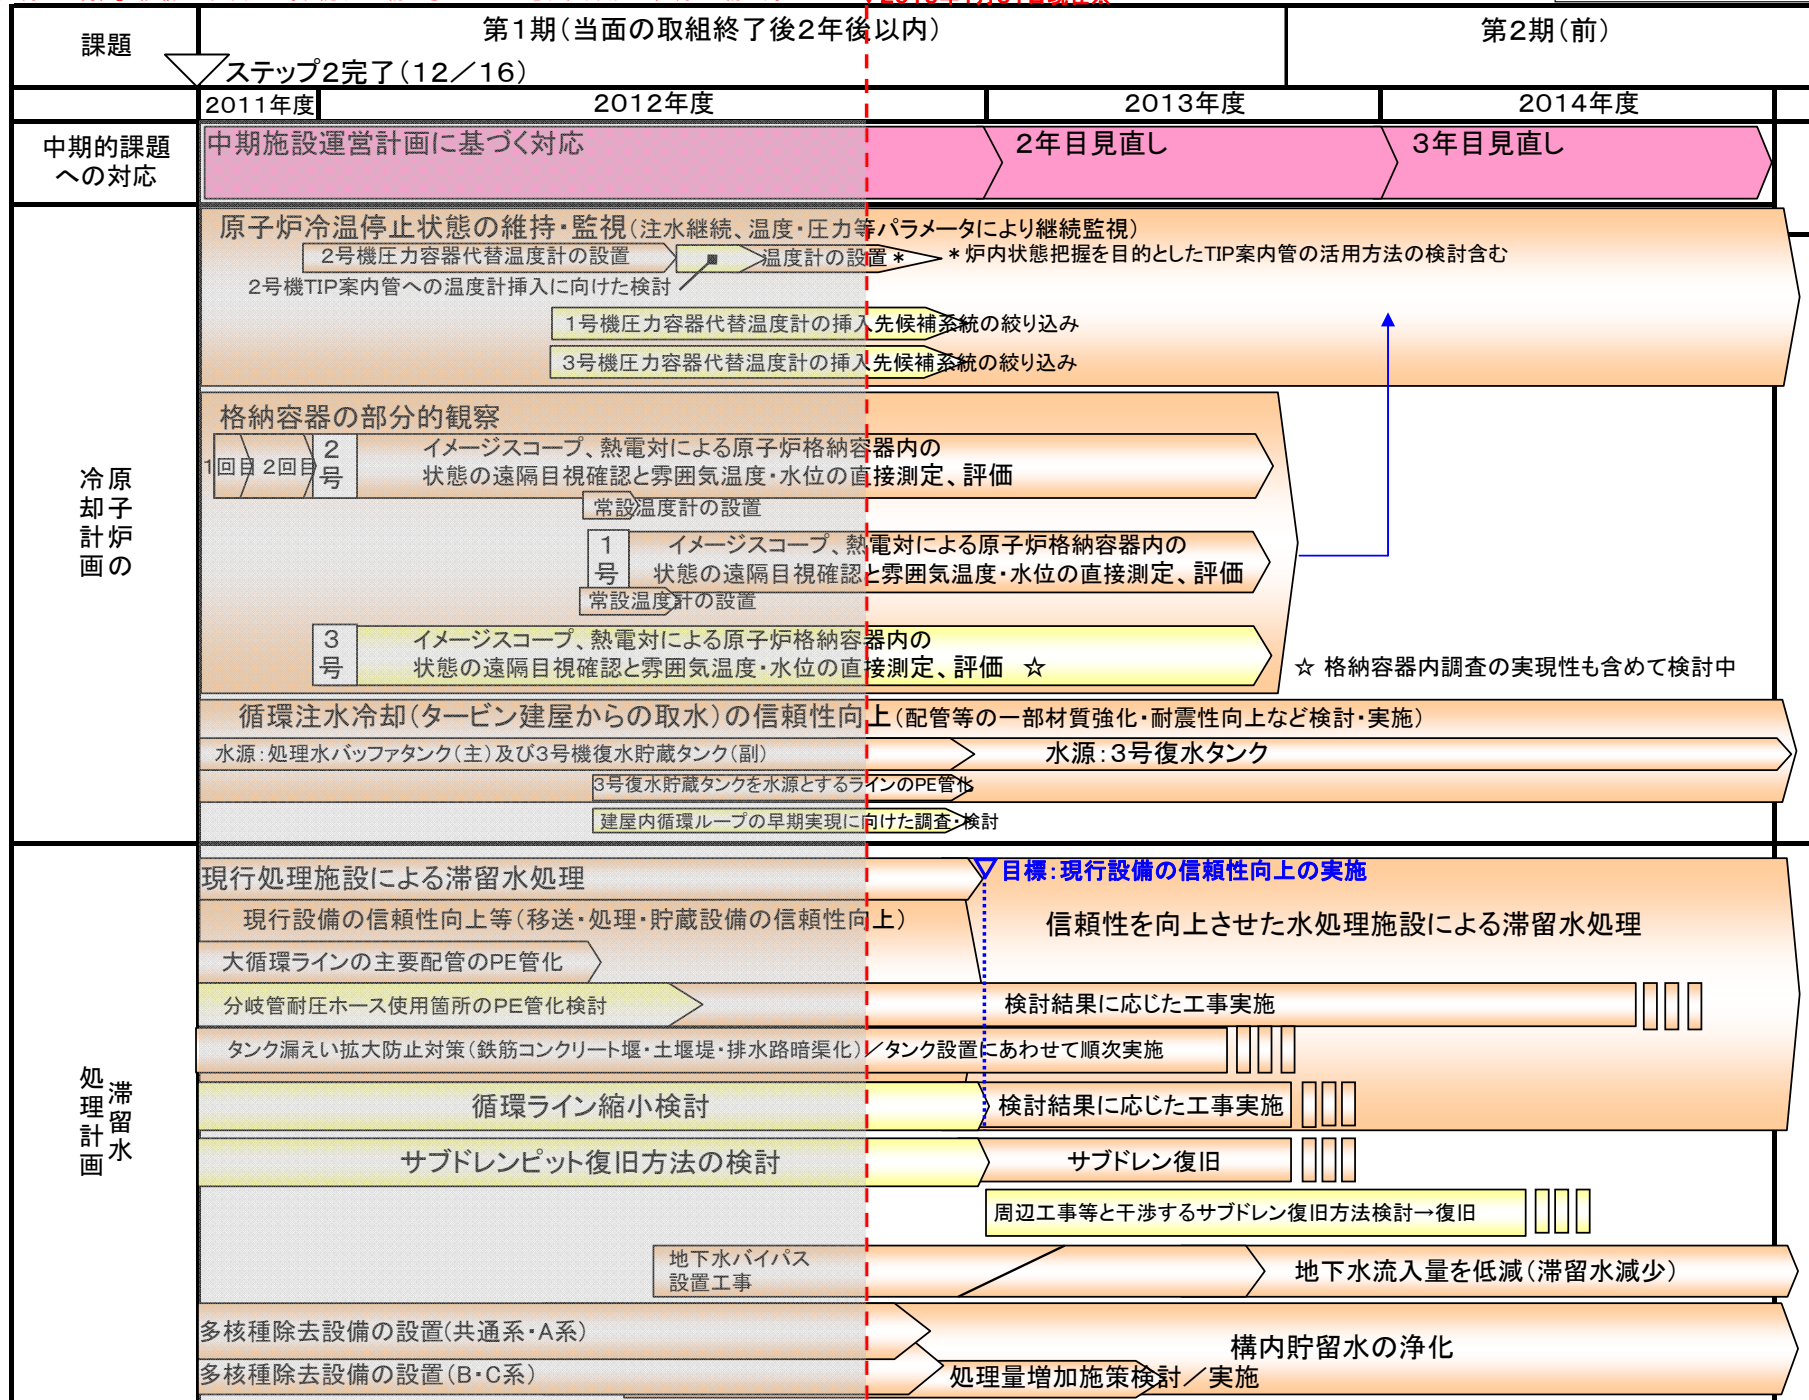 課題
第1期(当面の取組終了後2年後以内)
第2期(前)
ステップ2完了(12/16)
2011年度
2012年度
2013年度
2014年度
中期的課題
への対応
中期施設運営計画に基づく対応
2年目見直し
3年目見直し
原子炉の
冷却計画
原子炉冷温停止状態の維持・監視(注水継続、温度・圧力等パラメータにより継続監視)
2号機圧力容器代替温度計の設置
温度計の設置*
*炉内状態把握を目的としたTIP案内管の活用方法の検討含む
2号機TIP案内管への温度計挿入に向けた検討
1号機圧力容器代替温度計の挿入先候補系統の絞り込み
3号機圧力容器代替温度計の挿入先候補系統の絞り込み
格納容器の部分的観察
1回目
2回目
2号
イメージスコープ、熱電対による原子炉格納容器内の
状態の遠隔目視確認と雰囲気温度・水位の直接測定、評価
常設温度計の設置
1号
イメージスコープ、熱電対による原子炉格納容器内の
状態の遠隔目視確認と雰囲気温度・水位の直接測定、評価
常設温度計の設置
3号
イメージスコープ、熱電対による原子炉格納容器内の
状態の遠隔目視確認と雰囲気温度・水位の直接測定、評価 ☆
☆ 格納容器内調査の実現性も含めて検討中
循環注水冷却(タービン建屋からの取水)の信頼性向上(配管等の一部材質強化・耐震性向上など検討・実施)
水源:処理水バッファタンク(主)及び3号機復水貯蔵タンク(副)
水源:3号復水タンク
3号復水貯蔵タンクを水源とするラインのPE管化
建屋内循環ループの早期実現に向けた調査・検討
滞留水
処理計画
現行処理施設による滞留水処理
目標:現行設備の信頼性向上の実施
現行設備の信頼性向上等(移送・処理・貯蔵設備の信頼性向上)
信頼性を向上させた水処理施設による滞留水処理
大循環ラインの主要配管のPE管化
分岐管耐圧ホース使用箇所のPE管化検討
検討結果に応じた工事実施
タンク漏えい拡大防止対策(鉄筋コンクリート堰・土堰堤・排水路暗渠化)/タンク設置にあわせて順次実施
循環ライン縮小検討
検討結果に応じた工事実施
サブドレンピット復旧方法の検討
サブドレン復旧
周辺工事等と干渉するサブドレン復旧方法検討→復旧
地下水バイパス
設置工事
地下水流入量を低減(滞留水減少)
多核種除去設備の設置(共通系・A系)
構内貯留水の浄化
多核種除去設備の設置(B・C系)
処理量増加施策検討/実施